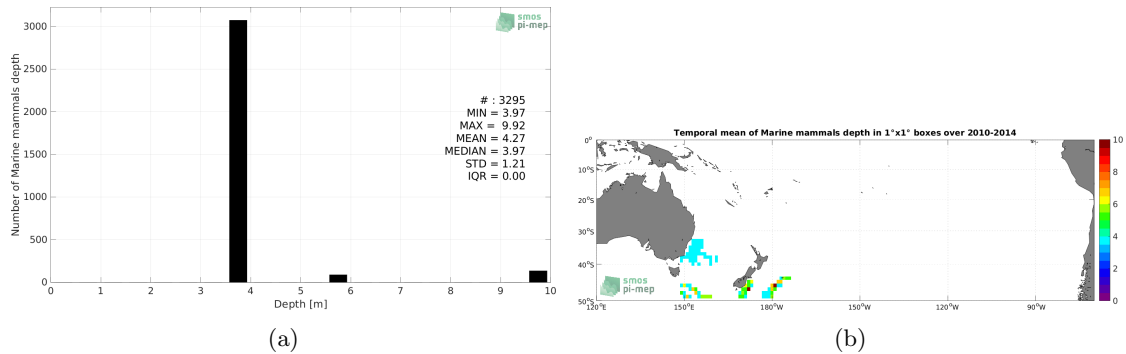 smos
pi-mep
3000
2500
2000
1500
1000
500
0
Number of Marine mammals depth
# : 3295
MIN = 3.97
MAX = 9.92
MEAN = 4.27
MEDIAN = 3.97
STD = 1.21
IQR = 0.00
0 1 2 3 4 5 6 7 8 9 10
Depth [m]
(a)
Temporal mean of Marine mammals depth in 1°x1° boxes over 2010-2014
0°
10°S
20°S
30°S
40°S
50°S
120°E 150°E 180°W 150°W 120°W 90°W
smos
pi-mep
10
8
6
4
2
0
(b)